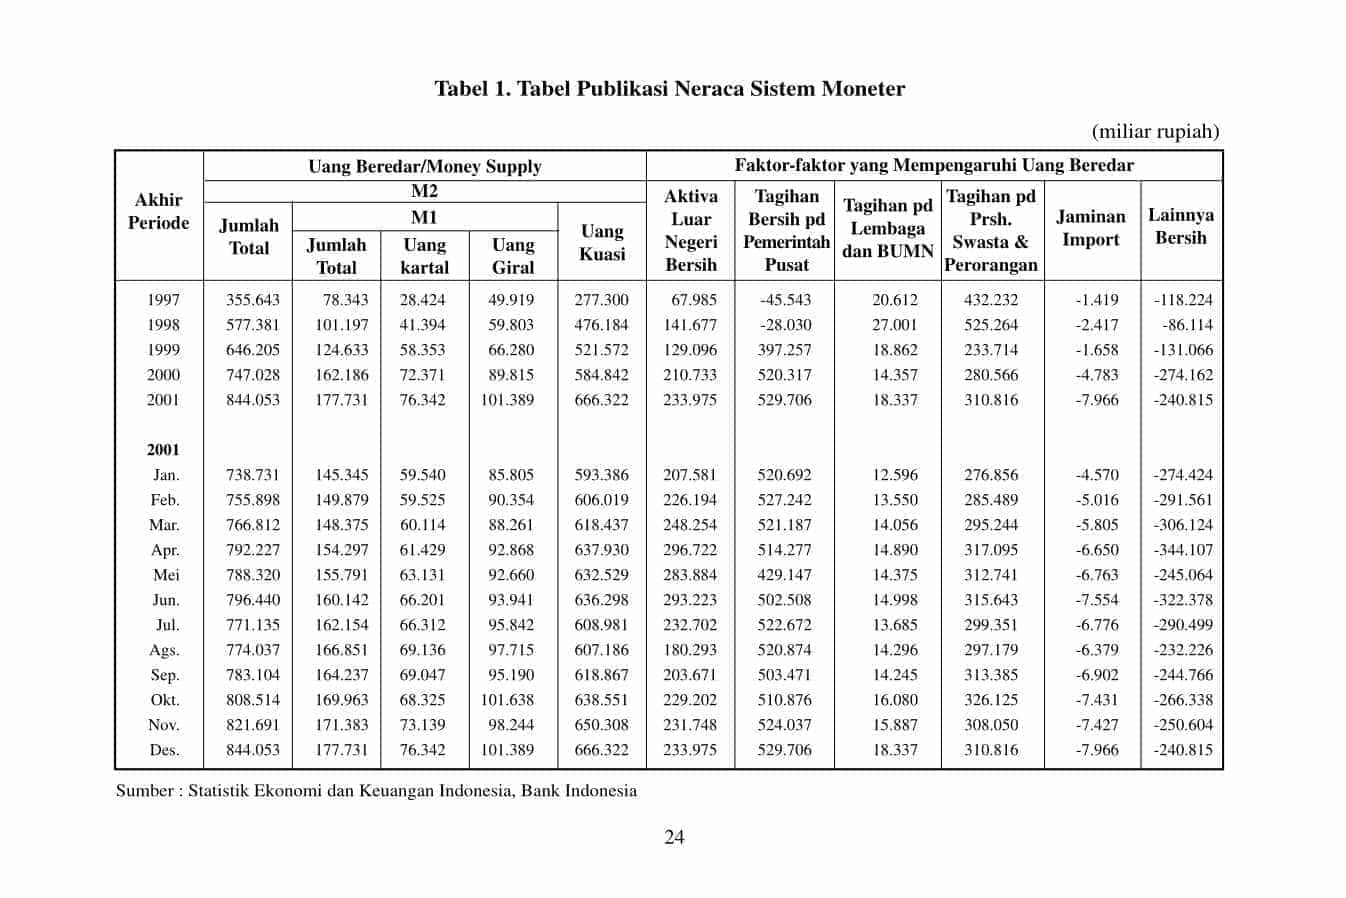 Tabel 1. Tabel Publikasi Neraca Sistem Moneter
(miliar rupiah)
Akhir Periode
Uang Beredar/Money Supply
Faktor-faktor yang Mempengaruhi Uang Beredar
M2
M1
Jumlah Total
Jumlah Total
Uang kartal
Uang Giral
Uang Kuasi
Aktiva Luar Negeri Bersih
Tagihan Bersih pd Pemerintah Pusat
Tagihan pd Lembaga dan BUMN
Tagihan pd Prsh. Swasta & Perorangan
Jaminan Import
Lainnya Bersih
1997 355.643 78.343 28.424 49.919 277.300 67.985 -45.543 20.612 432.232 -1.419 -118.224
1998 577.381 101.197 41.394 59.803 476.184 141.677 -28.030 27.001 525.264 -2.417 -86.114
1999 646.205 124.633 58.353 66.280 521.572 129.096 397.257 18.862 233.714 -1.658 -131.066
2000 747.028 162.186 72.371 89.815 584.842 210.733 520.317 14.357 280.566 -4.783 -274.162
2001 844.053 177.731 76.342 101.389 666.322 233.975 529.706 18.337 310.816 -7.966 -240.815
2001
Jan. 738.731 145.345 59.540 85.805 593.386 207.581 520.692 12.596 276.856 -4.570 -274.424
Feb. 755.898 149.879 59.525 90.354 606.019 226.194 527.242 13.550 285.489 -5.016 -291.561
Mar. 766.812 148.375 60.114 88.261 618.437 248.254 521.187 14.056 295.244 -5.805 -306.124
Apr. 792.227 154.297 61.429 92.868 637.930 296.722 514.277 14.890 317.095 -6.650 -344.107
Mei 788.320 155.791 63.131 92.660 632.529 283.884 429.147 14.375 312.741 -6.763 -245.064
Jun. 796.440 160.142 66.201 93.941 636.298 293.223 502.508 14.998 315.643 -7.554 -322.378
Jul. 771.135 162.154 66.312 95.842 608.981 232.702 522.672 13.685 299.351 -6.776 -290.499
Ags. 774.037 166.851 69.136 97.715 607.186 180.293 520.874 14.296 297.179 -6.379 -232.226
Sep. 783.104 164.237 69.047 95.190 618.867 203.671 503.471 14.245 313.385 -6.902 -244.766
Okt. 808.514 169.963 68.325 101.638 638.551 229.202 510.876 16.080 326.125 -7.431 -266.338
Nov. 821.691 171.383 73.139 98.244 650.308 231.748 524.037 15.887 308.050 -7.427 -250.604
Des. 844.053 177.731 76.342 101.389 666.322 233.975 529.706 18.337 310.816 -7.966 -240.815
Sumber : Statistik Ekonomi dan Keuangan Indonesia, Bank Indonesia
24